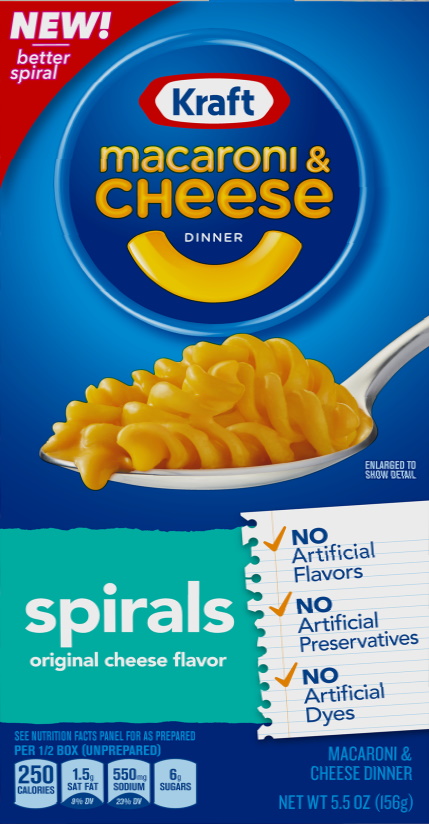 NEW!
better
spiral
Kraft
macaroni &
cheese
DINNER
ENLARGED TO
SHOW DETAIL
NO
Artificial
Flavors
NO
Artificial
Preservatives
NO
Artificial
Dyes
spirals
original cheese flavor
SEE NUTRITION FACTS PANEL FOR AS PREPARED
PER 1/2 BOX (UNPREPARED)
250
CALORIES
1.5g
SAT FAT
8% DV
550mg
SODIUM
23% DV
6g
SUGARS
MACARONI &
CHEESE DINNER
NET WT 5.5 OZ (156g)